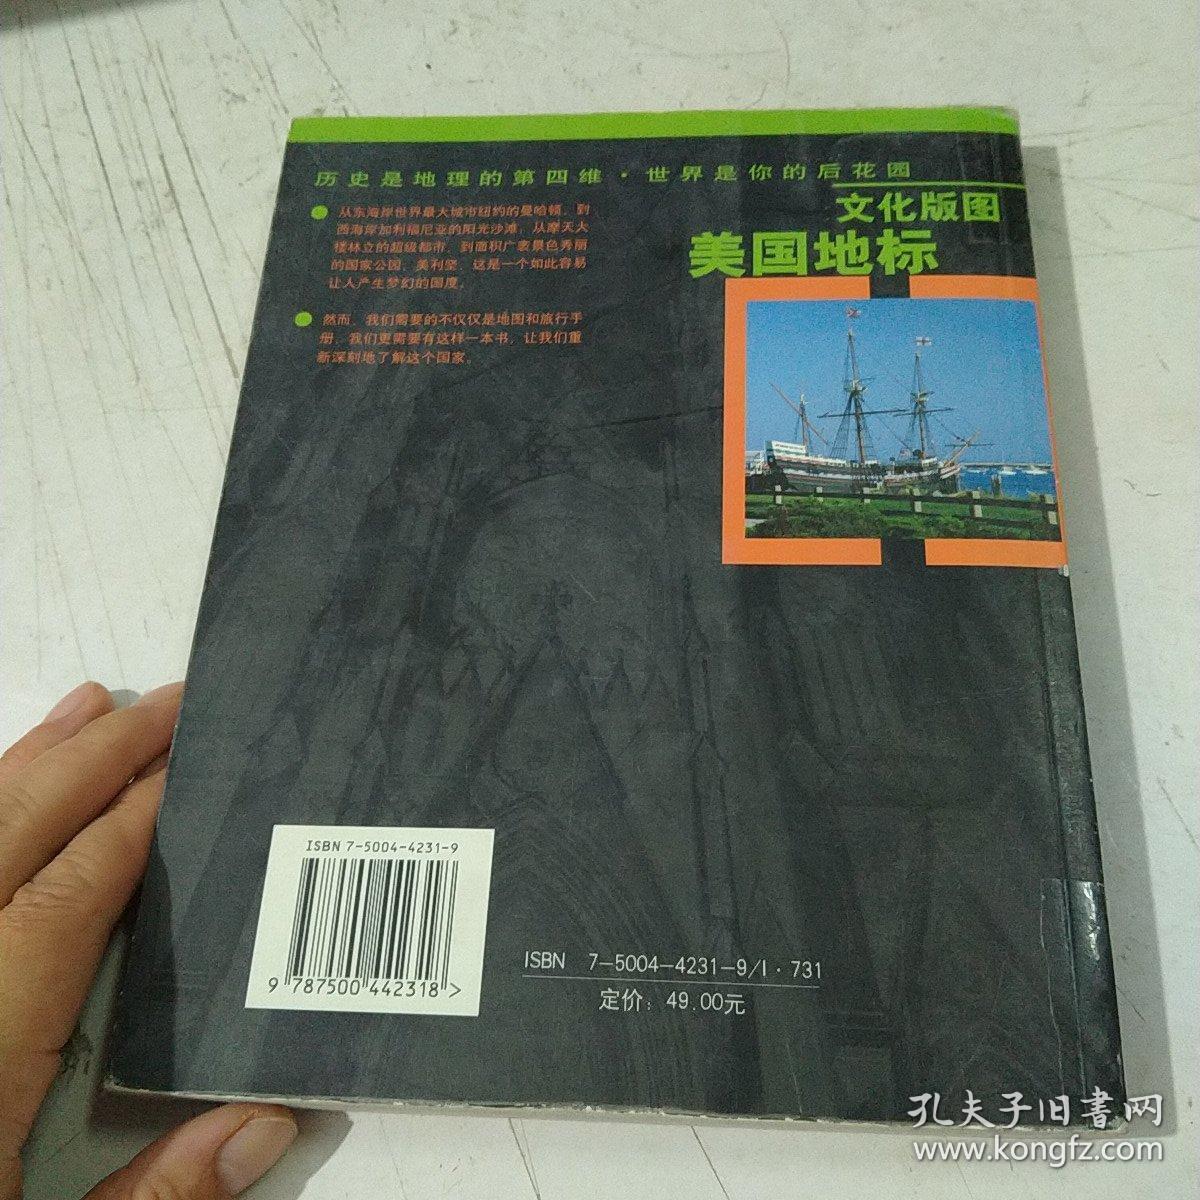 历史是地理的第四维·世界是你的后花园
文化版图
美国地标
从东海岸世界最大城市纽约的曼哈顿，到
西海岸加利福尼亚的阳光沙滩；从摩天大
楼林立的超级都市，到面积广袤景色秀丽
的国家公园，美利坚，这是一个如此容易
让人产生梦幻的国度。
然而，我们需要的不仅仅是地图和旅行手
册，我们更需要有这样一本书，让我们重
新深刻地了解这个国家。
ISBN 7-5004-4231-9
9 787500 442318 >
ISBN 7-5004-4231-9/I·731
定价：49.00元
孔夫子旧書网
www.kongfz.com